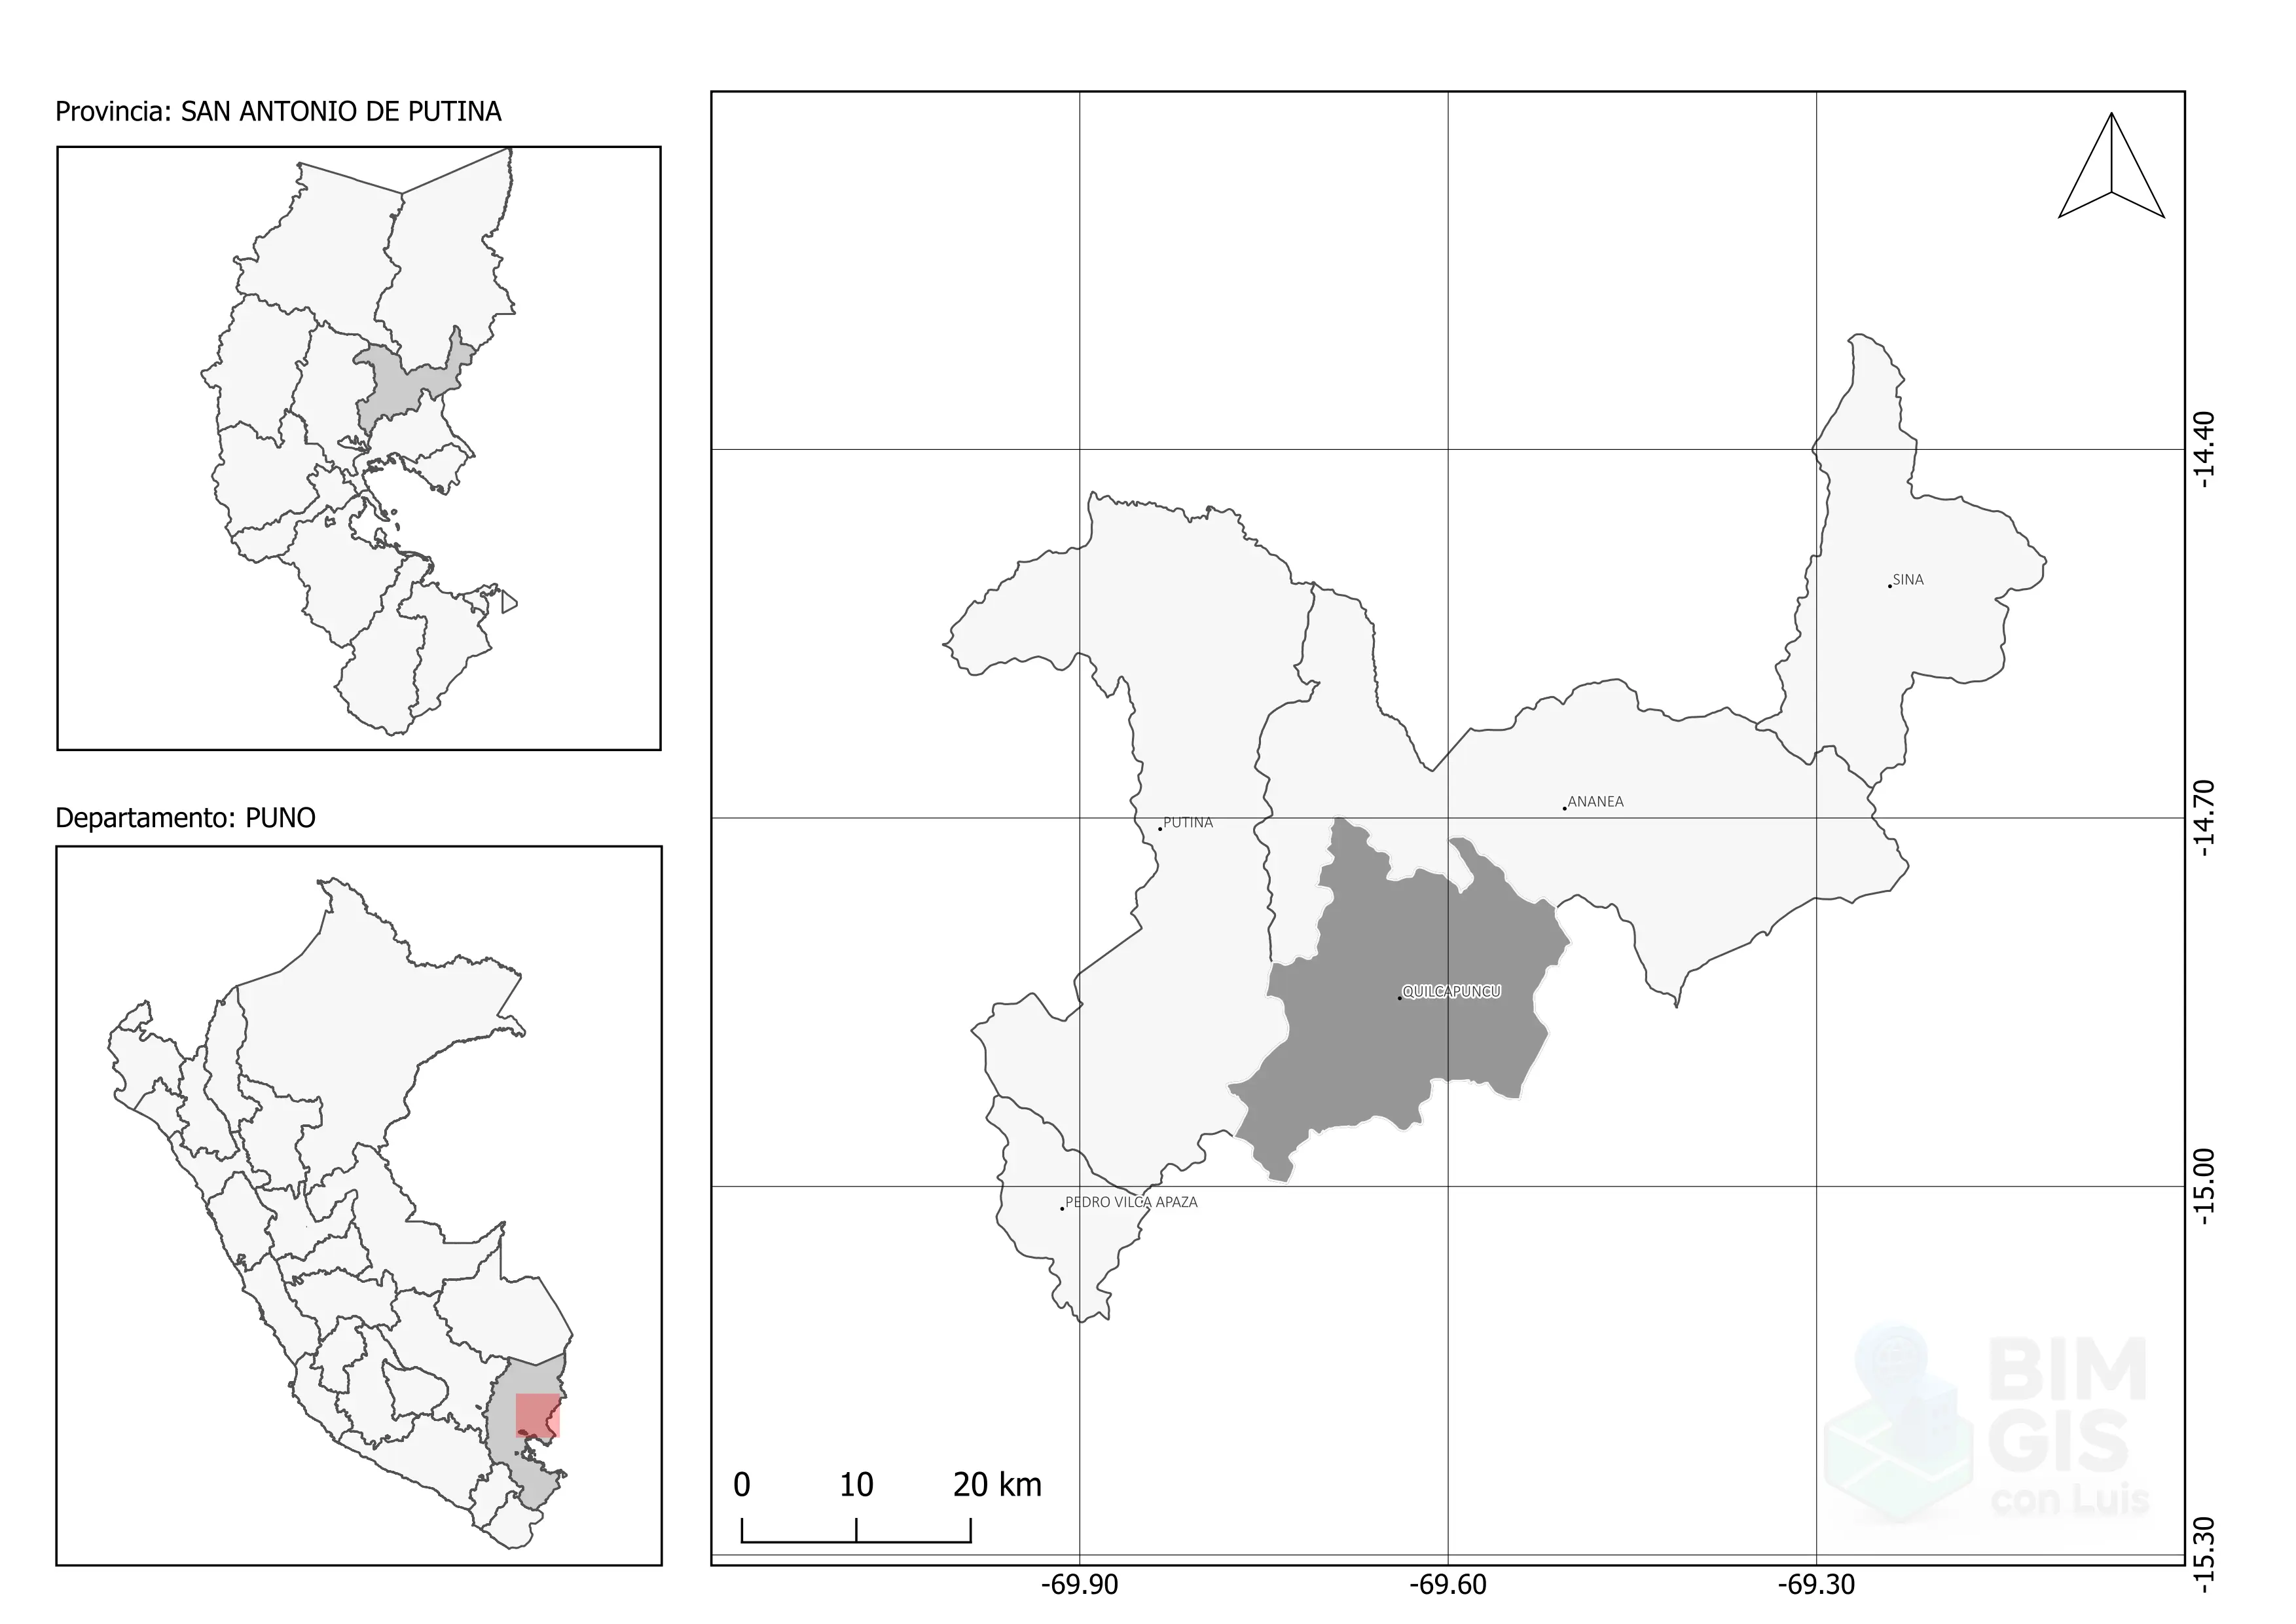 Provincia: SAN ANTONIO DE PUTINA
Departamento: PUNO
SINA
ANANEA
PUTINA
QUILCAPUNCU
PEDRO VILCA APAZA
-14.40
-14.70
-15.00
-15.30
0 10 20 km
-69.90 -69.60 -69.30
BIM
GIS
con Luis